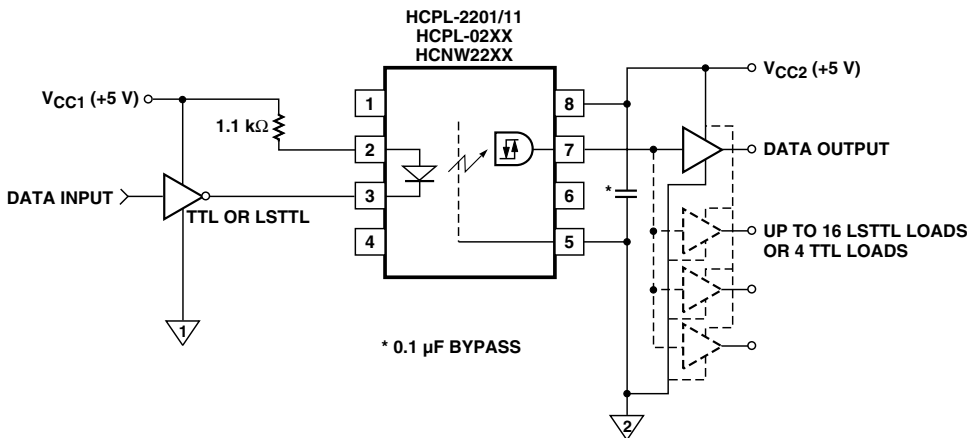 HCPL-2201/11
HCPL-02XX
HCNW22XX
VCC1 (+5 V)
1.1 kΩ
DATA INPUT
TTL OR LSTTL
1
2
3
4
8
7
6
5
VCC2 (+5 V)
DATA OUTPUT
*
UP TO 16 LSTTL LOADS
OR 4 TTL LOADS
1
* 0.1 µF BYPASS
2